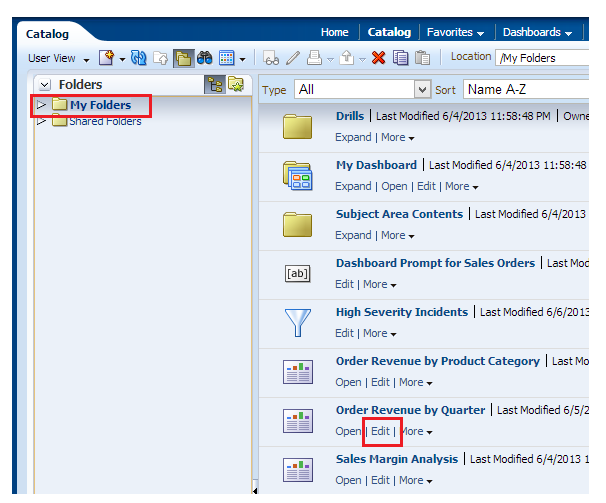 Catalog Home Catalog Favorites Dashboards
User View Location /My Folders
Folders Type All Sort Name A-Z
My Folders
Shared Folders
Drills | Last Modified 6/4/2013 11:58:48 PM | Owne
Expand | More
My Dashboard | Last Modified 6/4/2013 11:58:48
Expand | Open | Edit | More
Subject Area Contents | Last Modified 6/4/2013
Expand | More
[ab] Dashboard Prompt for Sales Orders | Last Mod
Edit | More
High Severity Incidents | Last Modified 6/6/2013
Edit | More
Order Revenue by Product Category | Last Mo
Open | Edit | More
Order Revenue by Quarter | Last Modified 6/5/2
Open | Edit | More
Sales Margin Analysis | Last Modified 6/4/2013 1
Open | Edit | More